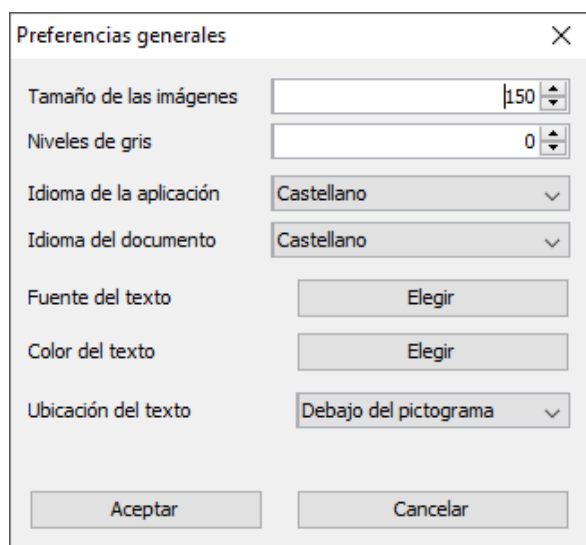 Preferencias generales
Tamaño de las imágenes 150
Niveles de gris 0
Idioma de la aplicación Castellano
Idioma del documento Castellano
Fuente del texto Elegir
Color del texto Elegir
Ubicación del texto Debajo del pictograma
Aceptar Cancelar